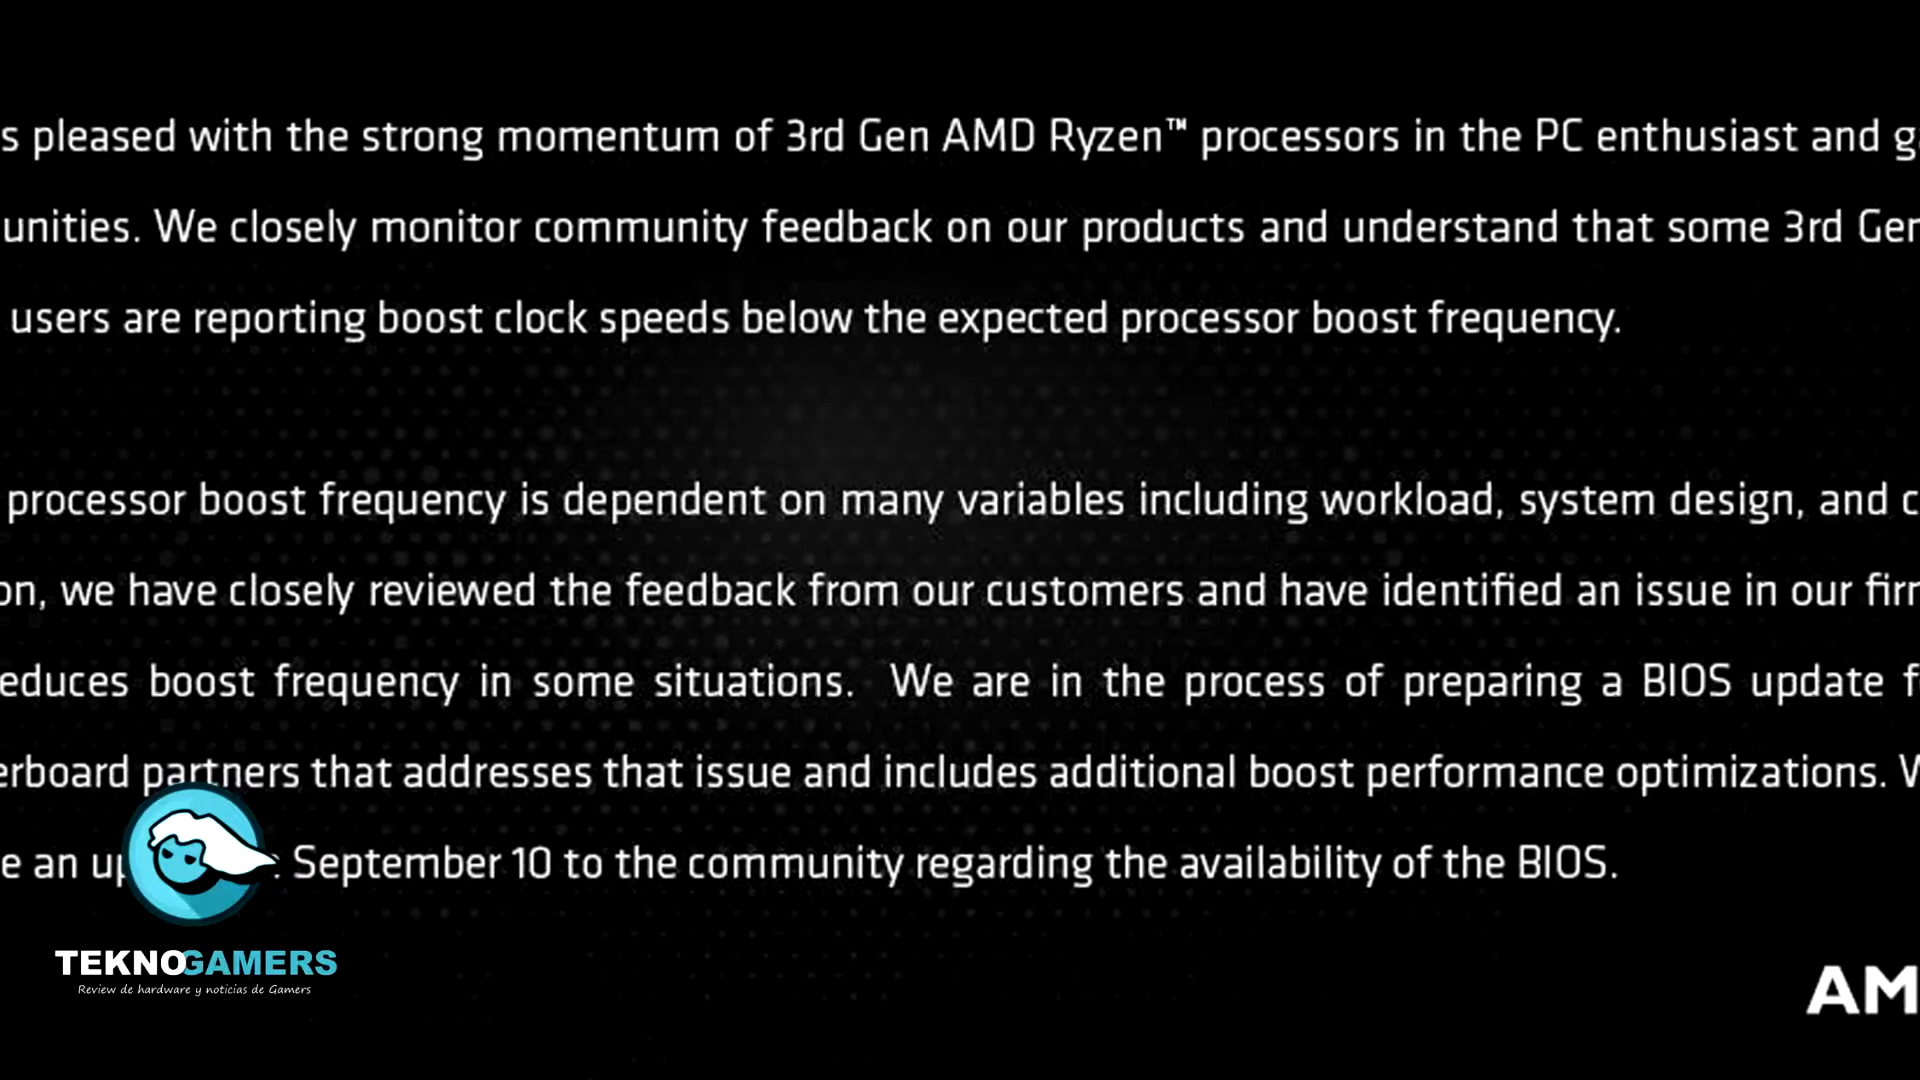 s pleased with the strong momentum of 3rd Gen AMD Ryzen™ processors in the PC enthusiast and g
unities. We closely monitor community feedback on our products and understand that some 3rd Gen
users are reporting boost clock speeds below the expected processor boost frequency.
processor boost frequency is dependent on many variables including workload, system design, and c
on, we have closely reviewed the feedback from our customers and have identified an issue in our fir
educes boost frequency in some situations. We are in the process of preparing a BIOS update f
erboard partners that addresses that issue and includes additional boost performance optimizations. W
e an up September 10 to the community regarding the availability of the BIOS.
TEKNOGAMERS
Review de hardware y noticias de Gamers
AM